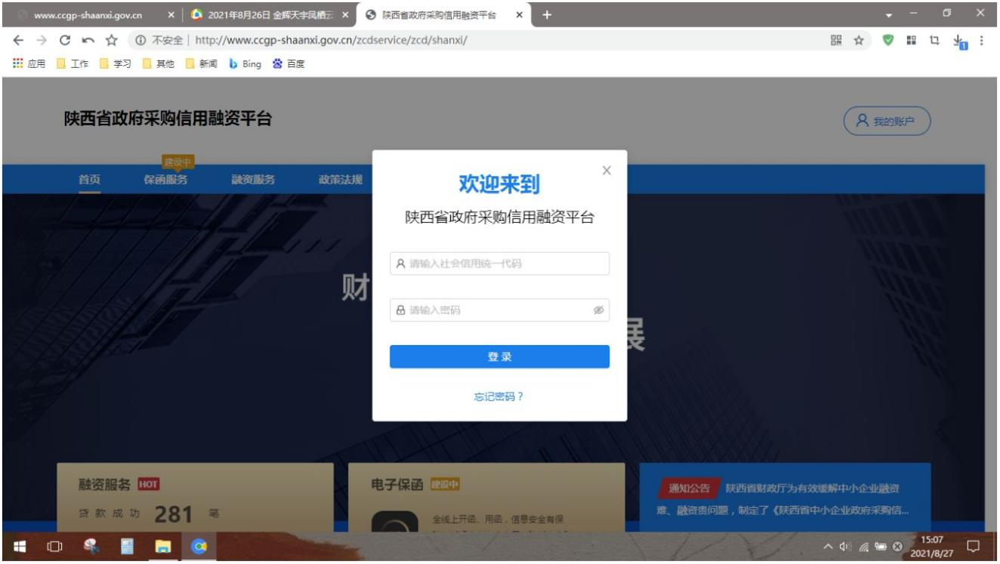 www.ccgp-shaanxi.gov.cn
2021年8月26日 金辉天宇凤栖云
陕西省政府采购信用融资平台
不安全 | http://www.ccgp-shaanxi.gov.cn/zcdservice/zcd/shanxi/
应用 工作 学习 其他 新闻 Bing 百度
陕西省政府采购信用融资平台
我的账户
建设中
首页 保函服务 融资服务 政策法规
欢迎来到
陕西省政府采购信用融资平台
请输入社会信用统一代码
财
请输入密码
展
登录
忘记密码？
融资服务 HOT
贷款成功 281 笔
电子保函 建设中
全线上开函、用函，信息安全有保
通知公告 陕西省财政厅为有效缓解中小企业融资
难、融资贵问题，制定了《陕西省中小企业政府采购信...
15:07
2021/8/27
1